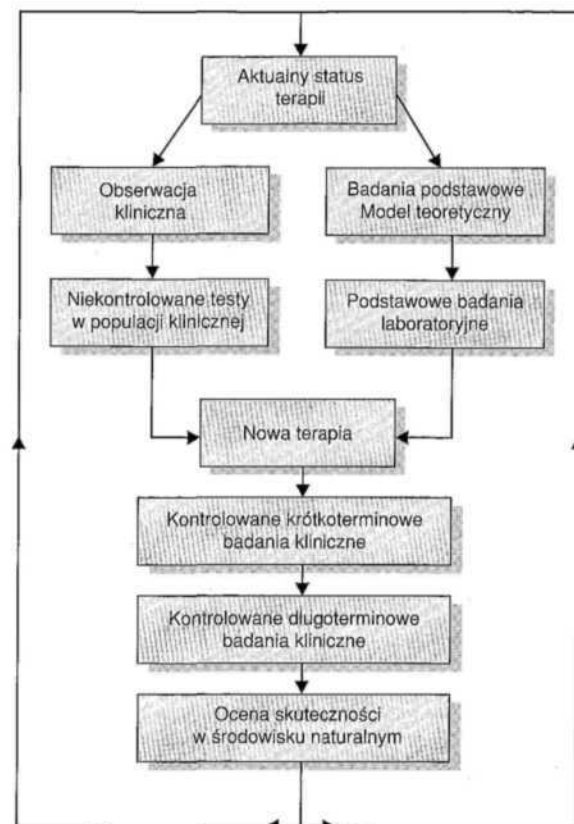 Aktualny status
terapii
Obserwacja
kliniczna
Badania podstawowe
Model teoretyczny
Niekontrolowane testy
w populacji klinicznej
Podstawowe badania
laboratoryjne
Nowa terapia
Kontrolowane krótkoterminowe
badania kliniczne
Kontrolowane długoterminowe
badania kliniczne
Ocena skuteczności
w środowisku naturalnym